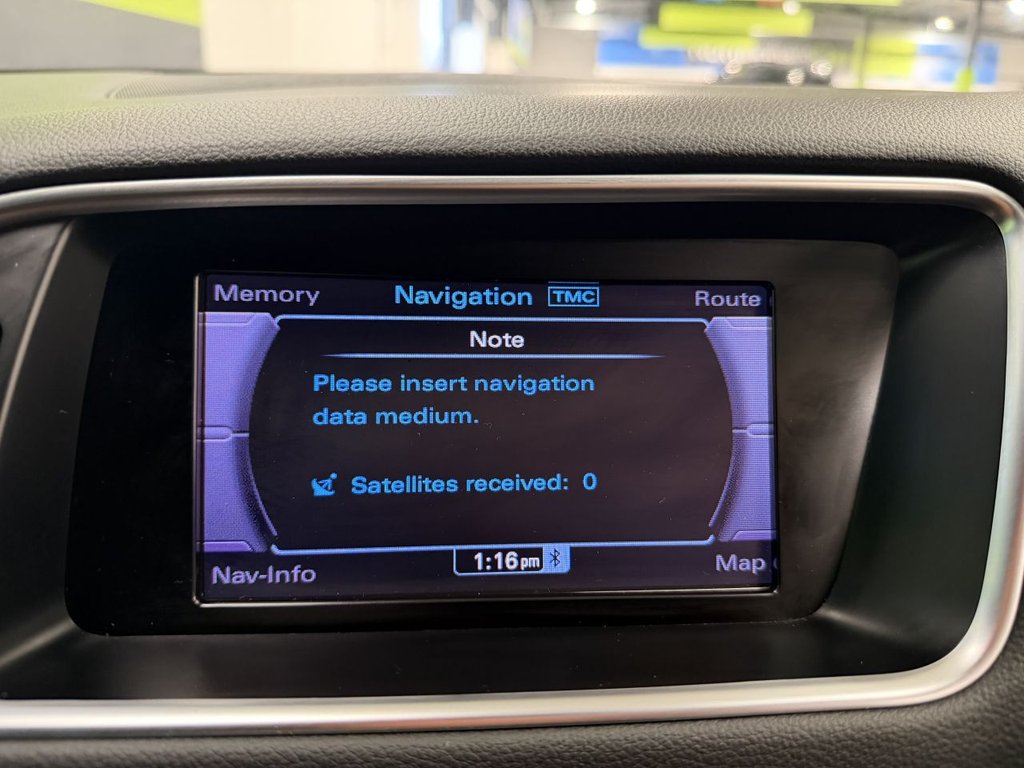 Memory
Navigation TMC
Route
Note
Please insert navigation
data medium.
Satellites received: 0
Nav-Info
1:16pm
Map